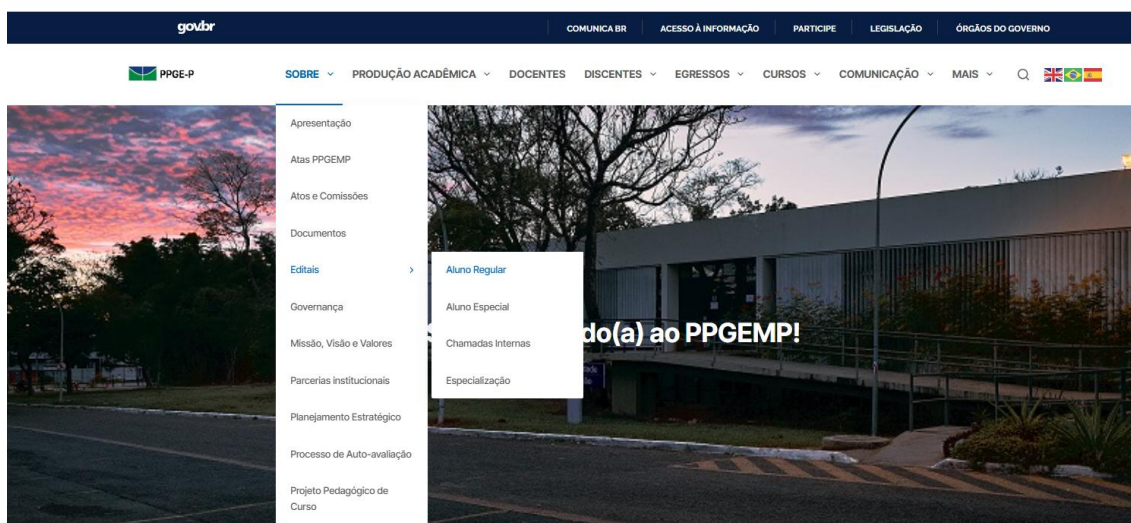 gov.br
COMUNICA BR
ACESSO À INFORMAÇÃO
PARTICIPE
LEGISLAÇÃO
ÓRGÃOS DO GOVERNO
PPGE-P
SOBRE
PRODUÇÃO ACADÊMICA
DOCENTES
DISCENTES
EGRESSOS
CURSOS
COMUNICAÇÃO
MAIS
Apresentação
Atas PPGEMP
Atos e Comissões
Documentos
Editais
Governança
Missão, Visão e Valores
Parcerias institucionais
Planejamento Estratégico
Processo de Auto-avaliação
Projeto Pedagógico de
Curso
Aluno Regular
Aluno Especial
Chamadas Internas
Especialização
do(a) ao PPGEMP!